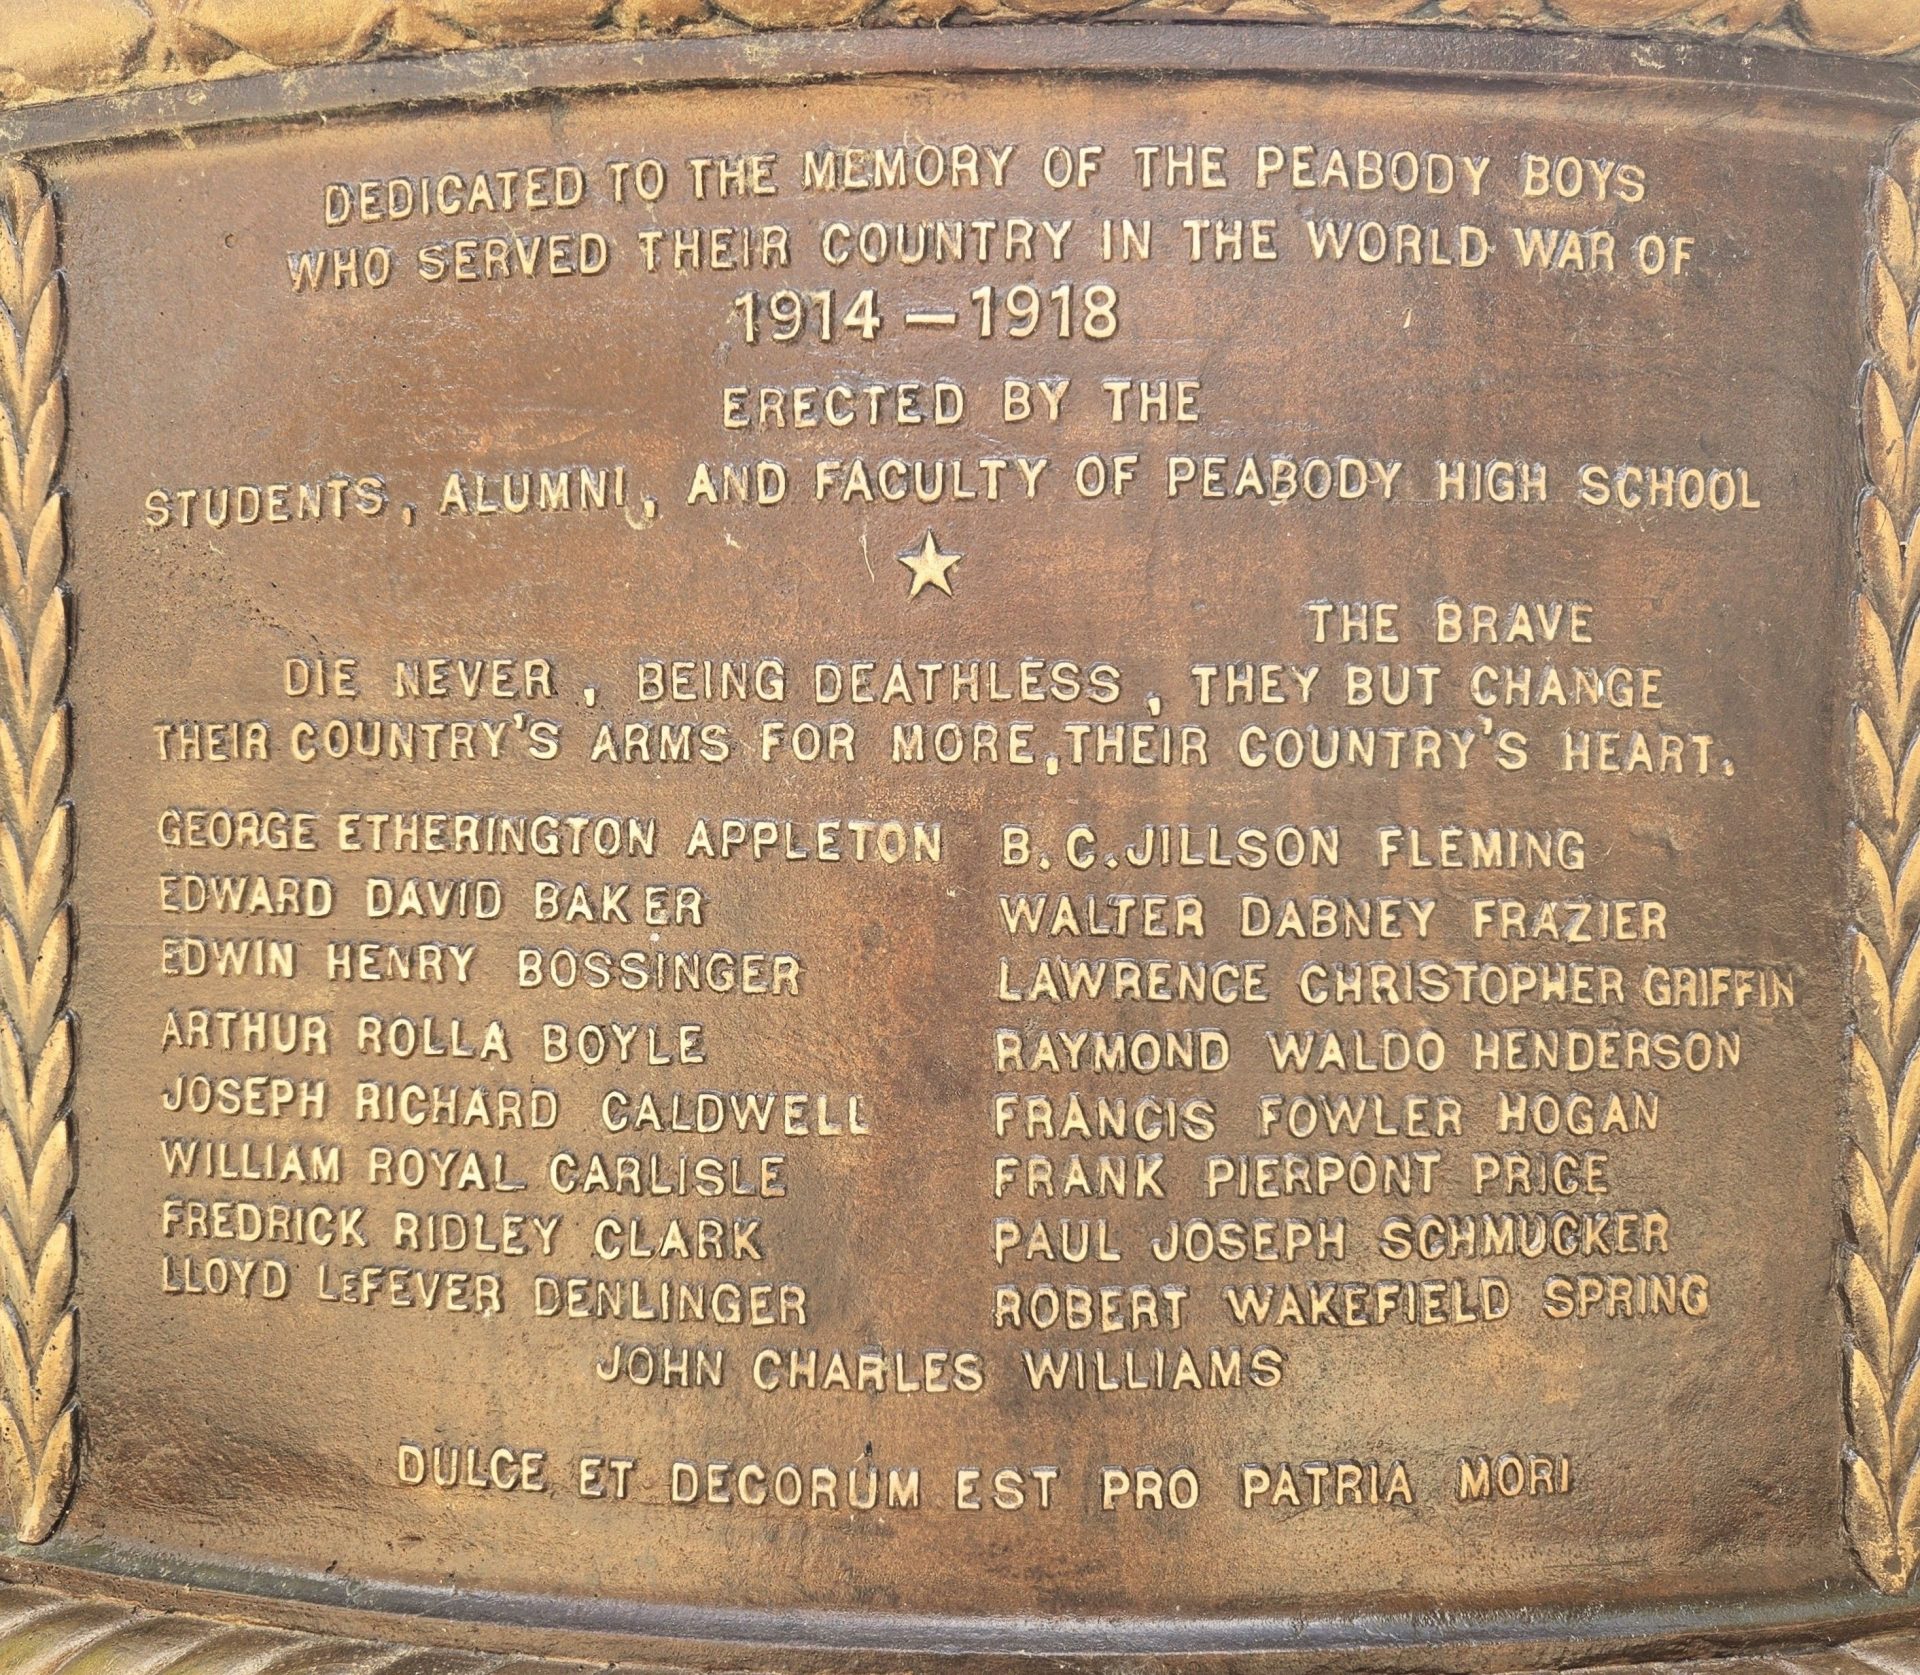 DEDICATED TO THE MEMORY OF THE PEABODY BOYS
WHO SERVED THEIR COUNTRY IN THE WORLD WAR OF
1914 — 1918
ERECTED BY THE
STUDENTS, ALUMNI, AND FACULTY OF PEABODY HIGH SCHOOL
THE BRAVE
DIE NEVER, BEING DEATHLESS, THEY BUT CHANGE
THEIR COUNTRY'S ARMS FOR MORE, THEIR COUNTRY'S HEART.
GEORGE ETHERINGTON APPLETON
EDWARD DAVID BAKER
EDWIN HENRY BOSSINGER
ARTHUR ROLLA BOYLE
JOSEPH RICHARD CALDWELL
WILLIAM ROYAL CARLISLE
FREDRICK RIDLEY CLARK
LLOYD LEFEVER DENLINGER
B. C. JILLSON FLEMING
WALTER DABNEY FRAZIER
LAWRENCE CHRISTOPHER GRIFFIN
RAYMOND WALDO HENDERSON
FRANCIS FOWLER HOGAN
FRANK PIERPONT PRICE
PAUL JOSEPH SCHMUCKER
ROBERT WAKEFIELD SPRING
JOHN CHARLES WILLIAMS
DULCE ET DECORUM EST PRO PATRIA MORI